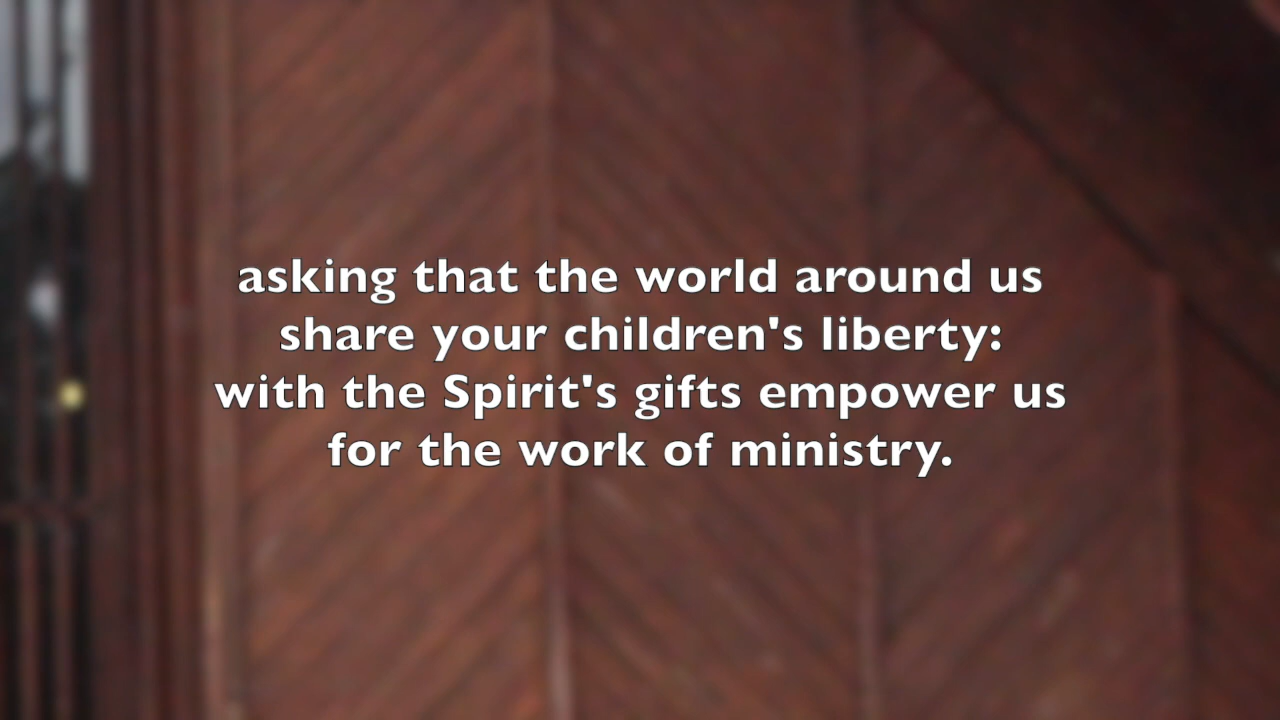 asking that the world around us
share your children's liberty:
with the Spirit's gifts empower us
for the work of ministry.